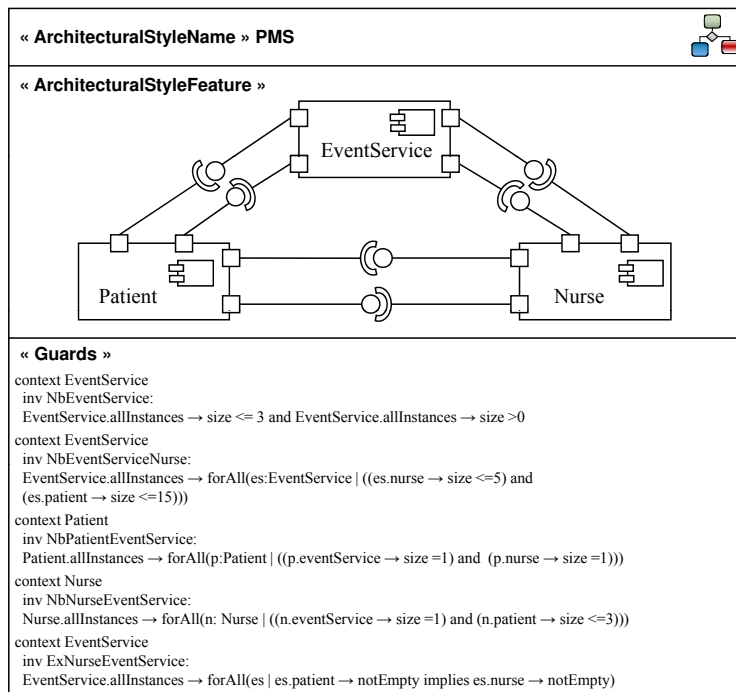 « ArchitecturalStyleName » PMS
« ArchitecturalStyleFeature »
EventService
Patient
Nurse
« Guards »
context EventService
inv NbEventService:
EventService.allInstances → size <= 3 and EventService.allInstances → size >0
context EventService
inv NbEventServiceNurse:
EventService.allInstances → forAll(es:EventService | ((es.nurse → size <=5) and
(es.patient → size <=15)))
context Patient
inv NbPatientEventService:
Patient.allInstances → forAll(p:Patient | ((p.eventService → size =1) and (p.nurse → size =1)))
context Nurse
inv NbNurseEventService:
Nurse.allInstances → forAll(n: Nurse | ((n.eventService → size =1) and (n.patient → size <=3)))
context EventService
inv ExNurseEventService:
EventService.allInstances → forAll(es | es.patient → notEmpty implies es.nurse → notEmpty)